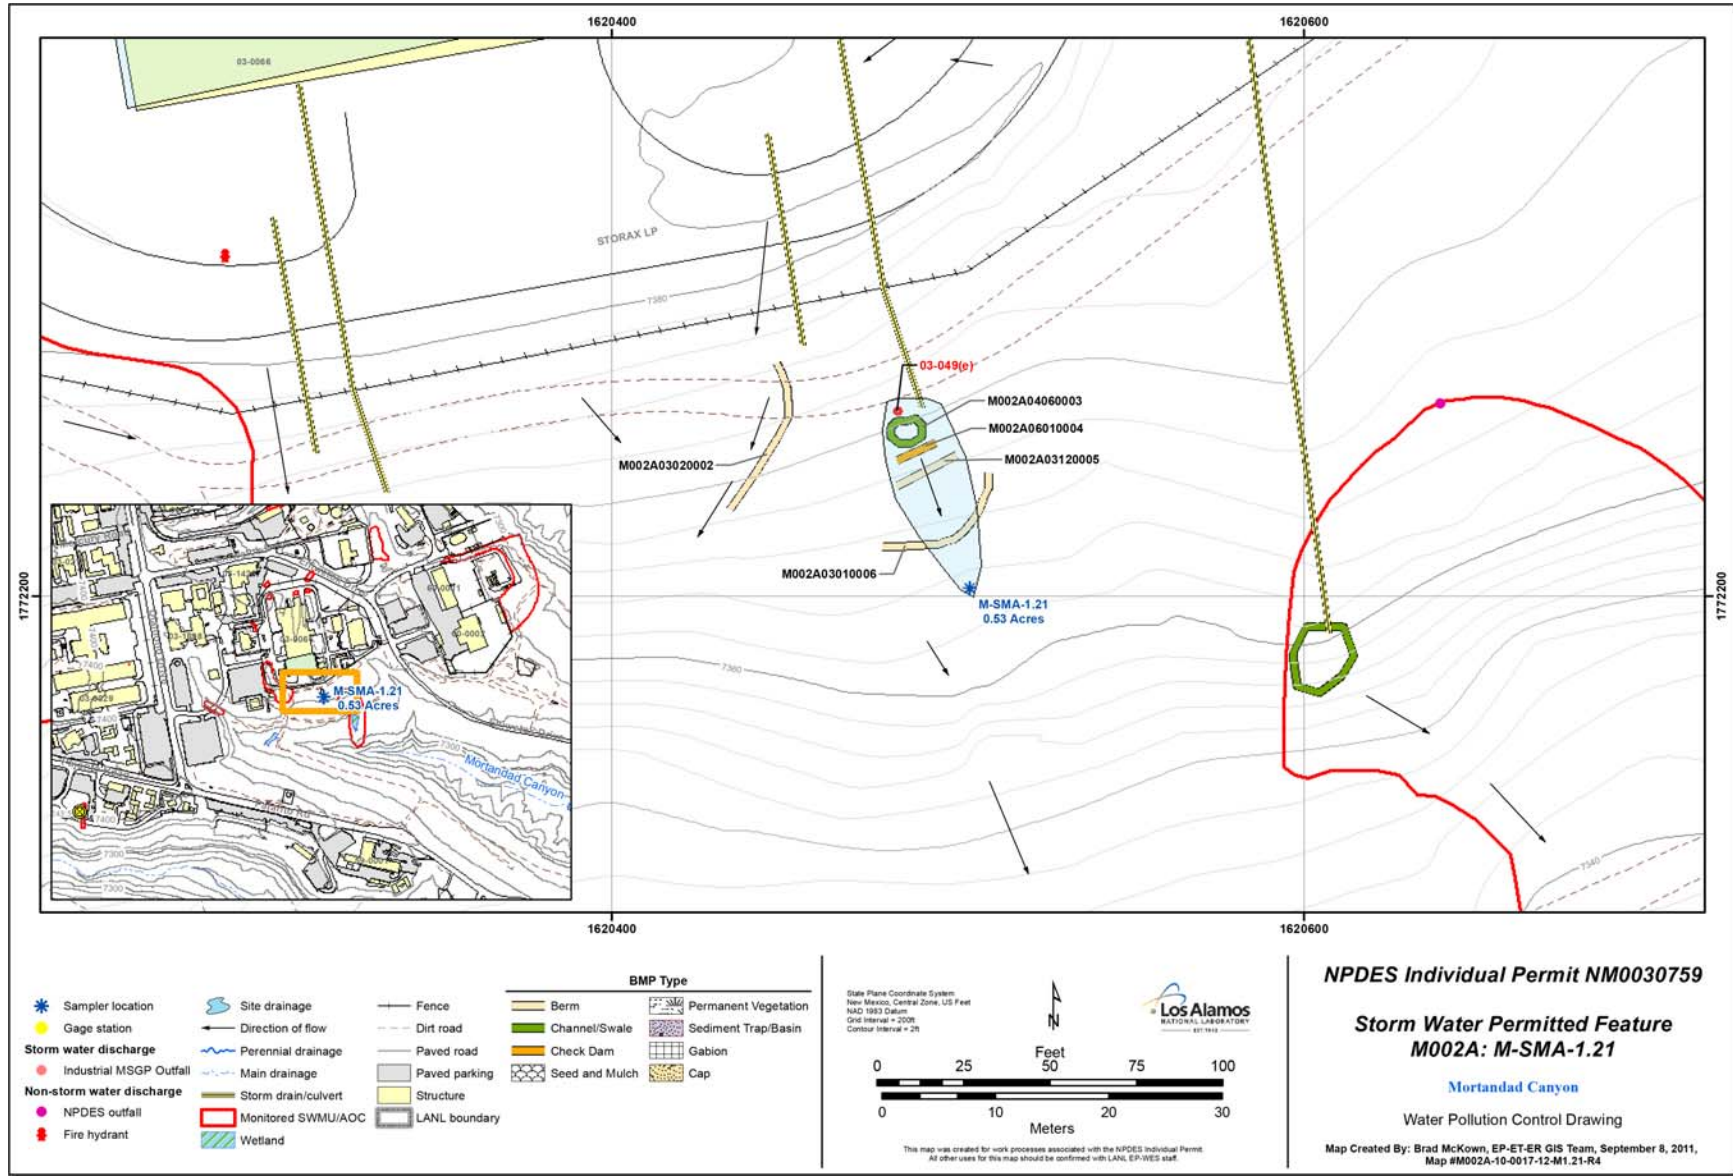 1620400
1620600
03-0066
STORAX LP
7380
03-049(e)
M002A04060003
M002A06010004
M002A03120005
M002A03020002
M002A03010006
M-SMA-1.21
0.53 Acres
7360
7340
1772200
1772200
M-SMA-1.21
0.53 Acres
Mortandad Canyon
7400
7400
7400
7300
7300
7300
1620400
1620600
Sampler location
Gage station
Storm water discharge
Industrial MSGP Outfall
Non-storm water discharge
NPDES outfall
Fire hydrant
Site drainage
Direction of flow
Perennial drainage
Main drainage
Storm drain/culvert
Monitored SWMU/AOC
Wetland
Fence
Dirt road
Paved road
Paved parking
Structure
LANL boundary
BMP Type
Berm
Channel/Swale
Check Dam
Seed and Mulch
Permanent Vegetation
Sediment Trap/Basin
Gabion
Cap
State Plane Coordinate System
New Mexico, Central Zone, US Feet
NAD 1983 Datum
Grid Interval = 200ft
Contour Interval = 2ft
N
Los Alamos
NATIONAL LABORATORY
EST. 1943
Feet
0 25 50 75 100
0 10 20 30
Meters
This map was created for work processes associated with the NPDES Individual Permit.
All other uses for this map should be confirmed with LANL EP-WES staff.
NPDES Individual Permit NM0030759
Storm Water Permitted Feature
M002A: M-SMA-1.21
Mortandad Canyon
Water Pollution Control Drawing
Map Created By: Brad McKown, EP-ET-ER GIS Team, September 8, 2011,
Map #M002A-10-0017-12-M1.21-R4